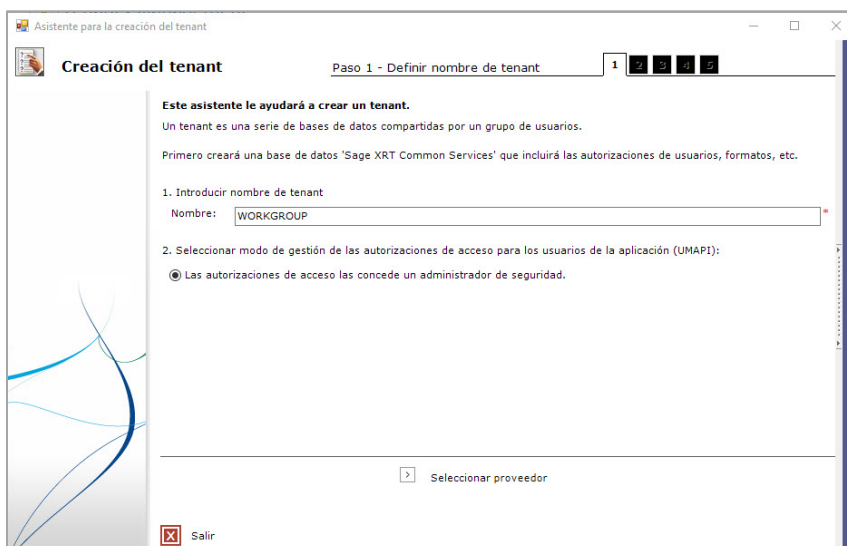 Asistente para la creación del tenant
Creación del tenant
Paso 1 - Definir nombre de tenant
1 2 3 4 5
Este asistente le ayudará a crear un tenant.
Un tenant es una serie de bases de datos compartidas por un grupo de usuarios.
Primero creará una base de datos 'Sage XRT Common Services' que incluirá las autorizaciones de usuarios, formatos, etc.
1. Introducir nombre de tenant
Nombre: WORKGROUP *
2. Seleccionar modo de gestión de las autorizaciones de acceso para los usuarios de la aplicación (UMAPI):
Las autorizaciones de acceso las concede un administrador de seguridad.
> Seleccionar proveedor
X Salir